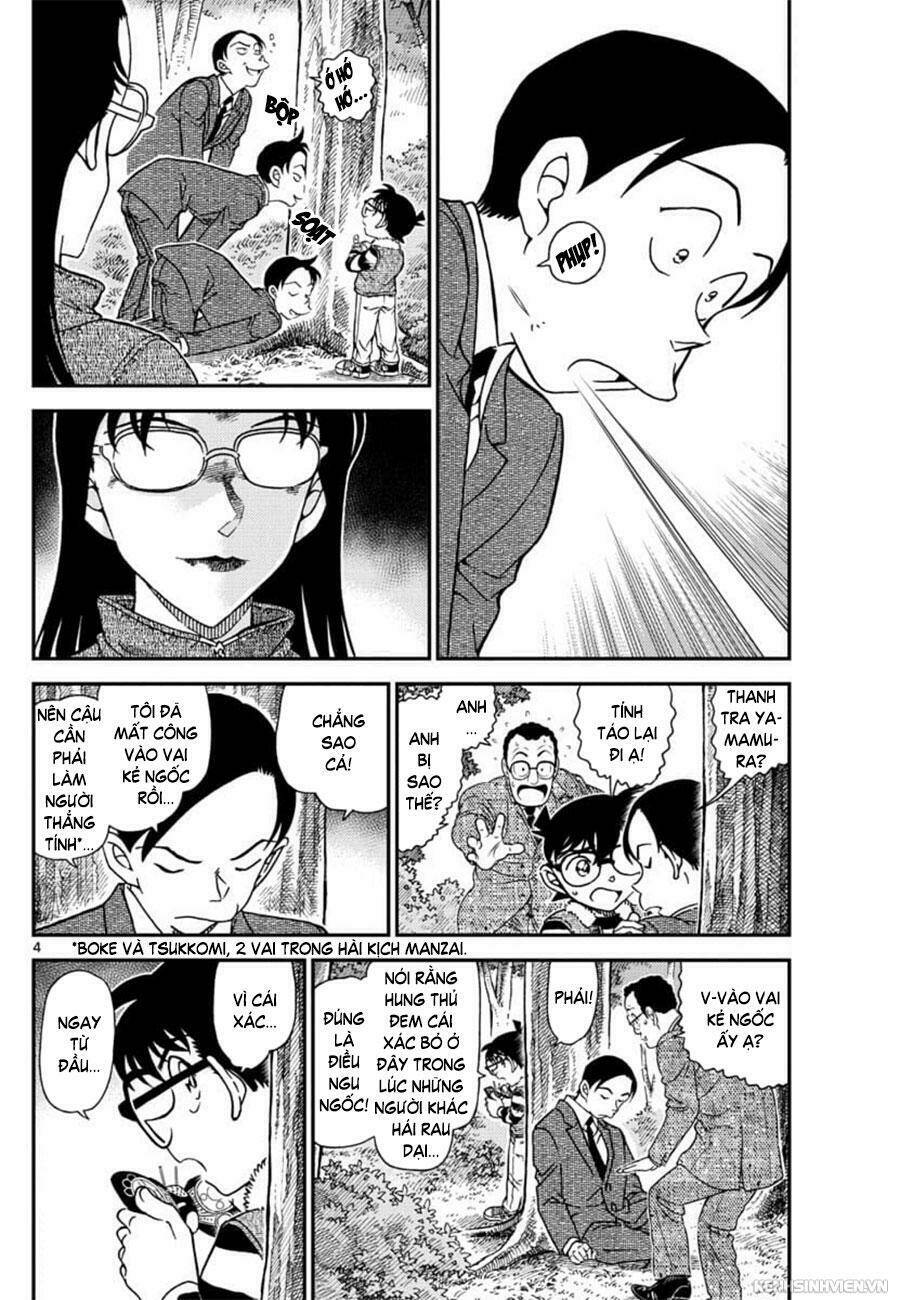 PHỤP!
Ớ HỚ
HỚ...
BỘP
SOẠT
THANH
TRA YA-
MAMU-
RA?
TỈNH
TÁO LẠI
ĐI Ạ!
ANH
...
ANH
BỊ
SAO
THẾ?
CHẲNG
SAO
CẢ!
TÔI ĐÃ
MẤT CÔNG
VÀO VAI
KẺ NGỐC
RỒI...
NÊN CẬU
CẦN
PHẢI
LÀM
NGƯỜI
THẲNG
TÍNH*...
4
*BOKE VÀ TSUKKOMI, 2 VAI TRONG HÀI KỊCH MANZAI.
V-VÀO VAI
KẺ NGỐC
ẤY Ạ?
PHẢI!
NÓI RẰNG
HUNG THỦ
ĐEM CÁI
XÁC BỎ Ở
ĐÂY TRONG
LÚC NHỮNG
NGƯỜI KHÁC
HÁI RAU
DẠI...
ĐÚNG
LÀ
ĐIỀU
NGU
NGỐC!
VÌ CÁI
XÁC...
NGAY
TỪ
ĐẦU...
KENHSINHVIEN.VN